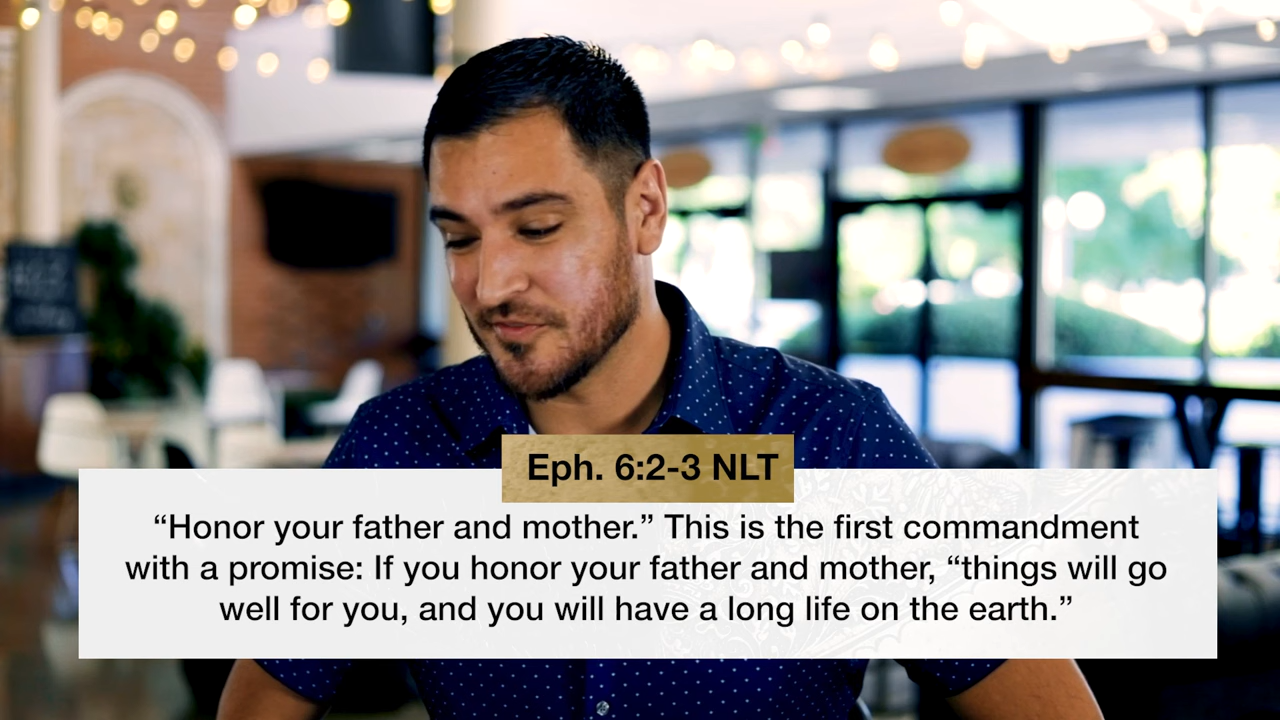 Eph. 6:2-3 NLT
“Honor your father and mother.” This is the first commandment
with a promise: If you honor your father and mother, “things will go
well for you, and you will have a long life on the earth.”